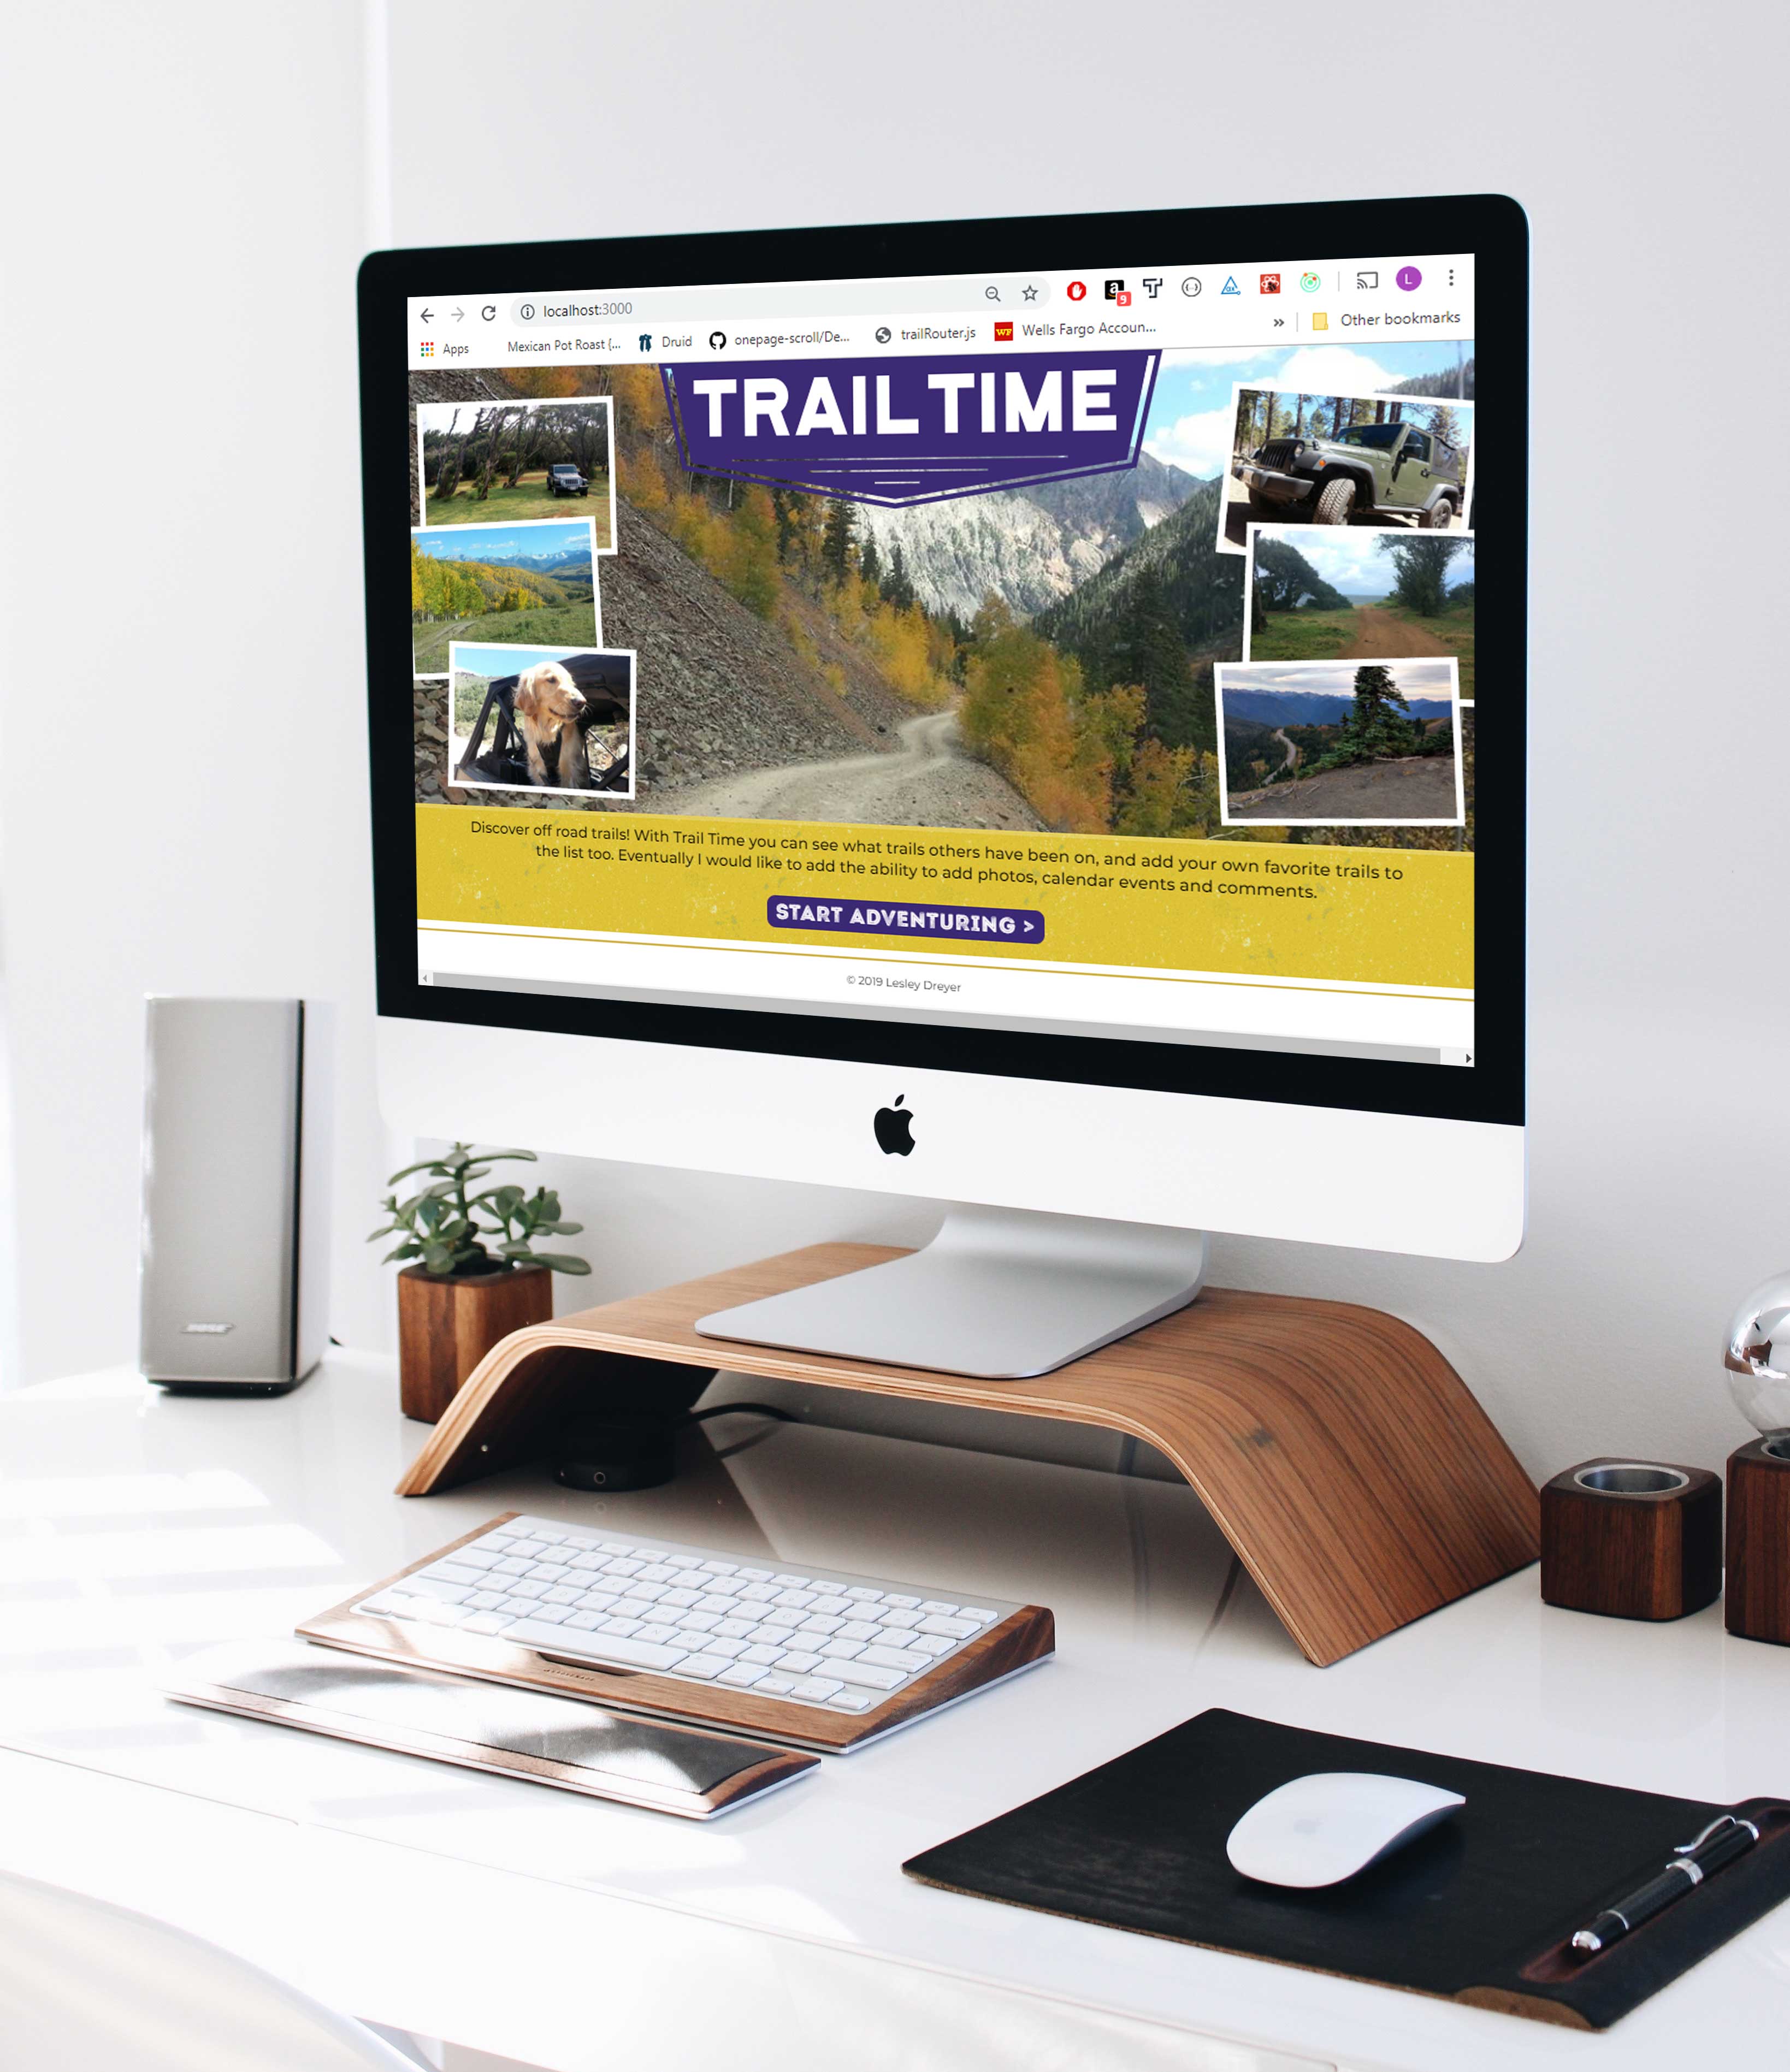 localhost:3000
9
L
Apps
Mexican Pot Roast {...
Druid
onepage-scroll/De...
trailRouter.js
WF
Wells Fargo Accoun...
»
Other bookmarks
TRAIL TIME
Discover off road trails! With Trail Time you can see what trails others have been on, and add your own favorite trails to
the list too. Eventually I would like to add the ability to add photos, calendar events and comments.
START ADVENTURING >
© 2019 Lesley Dreyer
BOSE